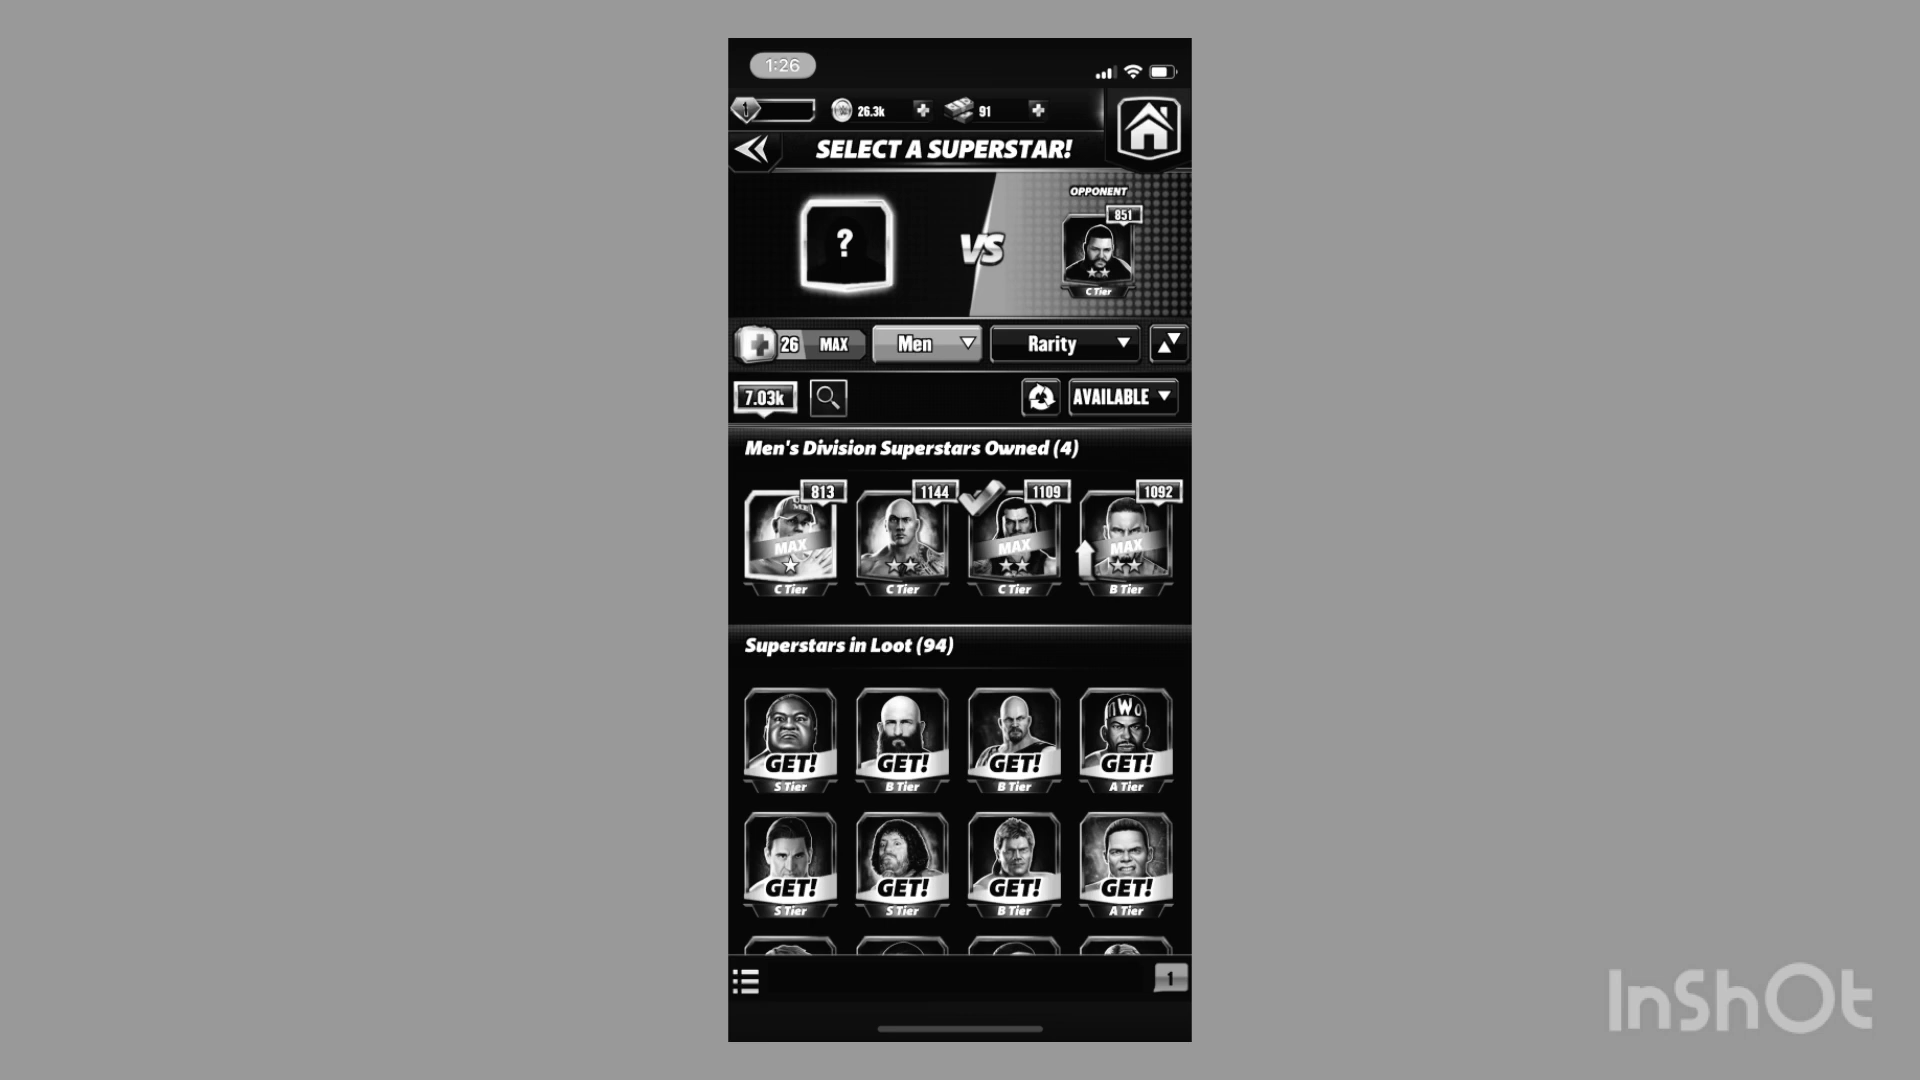 1:26
1 26.3k 91
SELECT A SUPERSTAR!
OPPONENT
851
?
VS
C Tier
26 MAX Men Rarity
7.03k AVAILABLE
Men's Division Superstars Owned (4)
813 1144 1109 1092
MAX MAX MAX
C Tier C Tier C Tier B Tier
Superstars in Loot (94)
GET! GET! GET! GET!
S Tier B Tier B Tier A Tier
GET! GET! GET! GET!
S Tier S Tier B Tier A Tier
1
InShOt